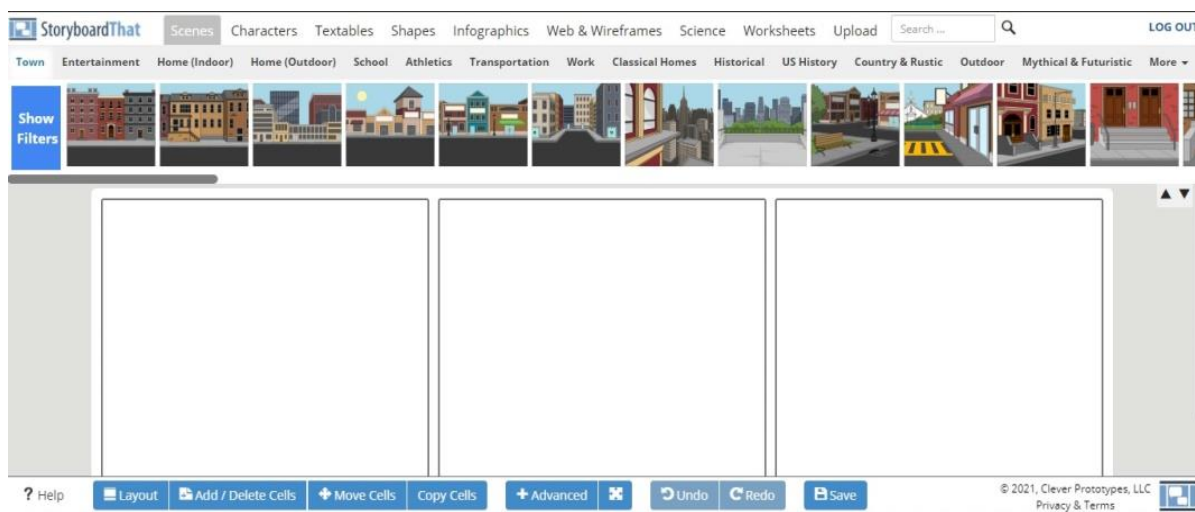 StoryboardThat Scenes Characters Textables Shapes Infographics Web & Wireframes Science Worksheets Upload Search ... LOG OUT
Town Entertainment Home (Indoor) Home (Outdoor) School Athletics Transportation Work Classical Homes Historical US History Country & Rustic Outdoor Mythical & Futuristic More
Show
Filters
? Help Layout Add / Delete Cells Move Cells Copy Cells Advanced Undo Redo Save
© 2021, Clever Prototypes, LLC
Privacy & Terms